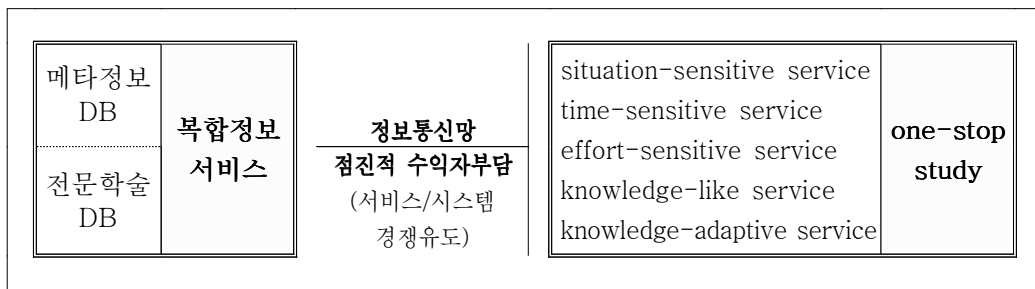 메타정보
DB
전문학술
DB
복합정보
서비스
정보통신망
점진적 수익자부담
(서비스/시스템
경쟁유도)
situation-sensitive service
time-sensitive service
effort-sensitive service
knowledge-like service
knowledge-adaptive service
one-stop
study